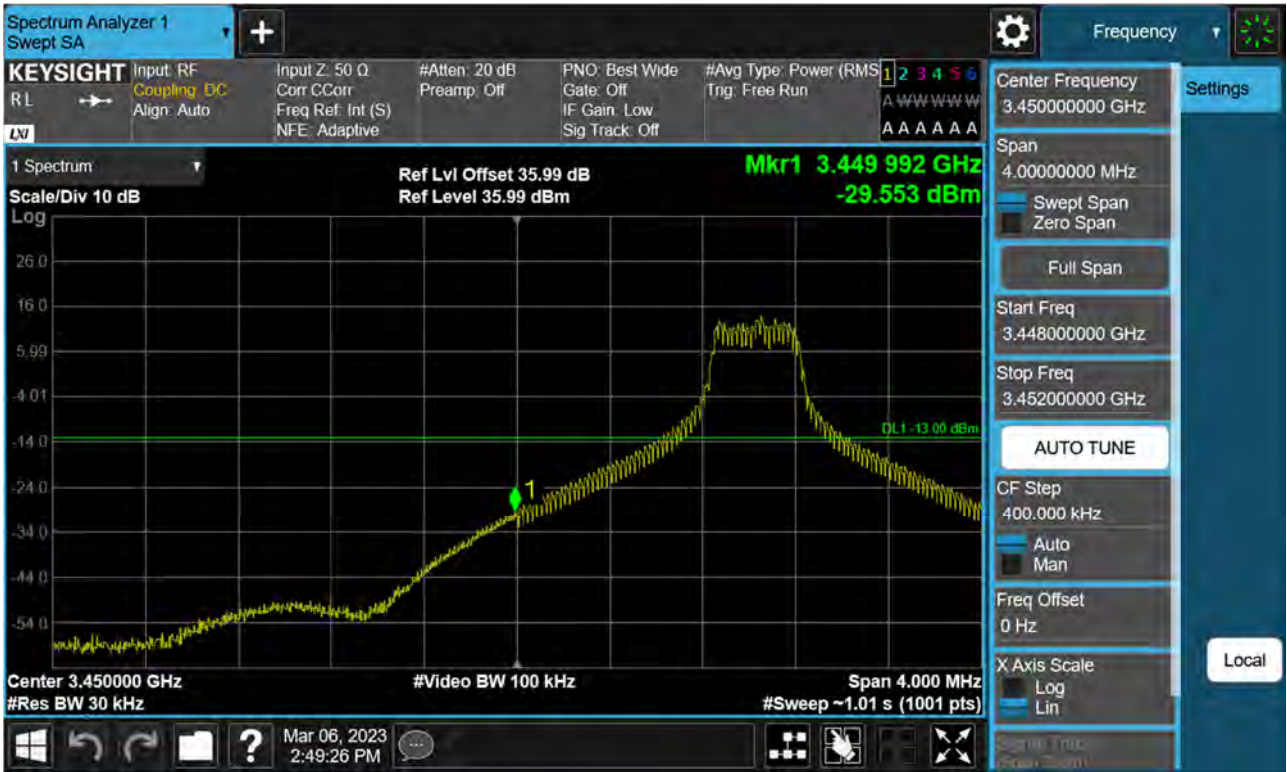 Spectrum Analyzer 1
Swept SA
+
Frequency
KEYSIGHT
RL
LXI
Input: RF
Coupling: DC
Align: Auto
Input Z: 50 Ω
Corr CCorr
Freq Ref: Int (S)
NFE: Adaptive
#Atten: 20 dB
Preamp: Off
PNO: Best Wide
Gate: Off
IF Gain: Low
Sig Track: Off
#Avg Type: Power (RMS
Trig: Free Run
1 2 3 4 5 6
A W W W W W
A A A A A A
1 Spectrum
Scale/Div 10 dB
Log
Ref Lvl Offset 35.99 dB
Ref Level 35.99 dBm
Mkr1 3.449 992 GHz
-29.553 dBm
26.0
16.0
5.99
-4.01
-14.0
-24.0
-34.0
-44.0
-54.0
DL1 -13.00 dBm
1
Center 3.450000 GHz
#Res BW 30 kHz
#Video BW 100 kHz
Span 4.000 MHz
#Sweep ~1.01 s (1001 pts)
Center Frequency
3.450000000 GHz
Settings
Span
4.00000000 MHz
Swept Span
Zero Span
Full Span
Start Freq
3.448000000 GHz
Stop Freq
3.452000000 GHz
AUTO TUNE
CF Step
400.000 kHz
Auto
Man
Freq Offset
0 Hz
X Axis Scale
Log
Lin
Local
?
Mar 06, 2023
2:49:26 PM